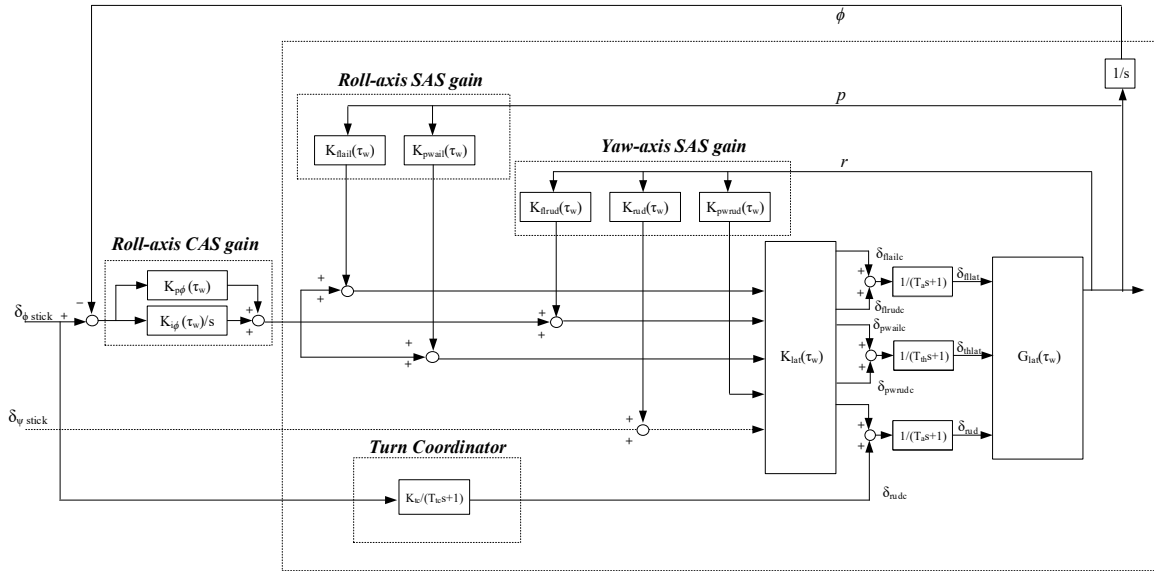 ϕ
1/s
Roll-axis SAS gain
p
K_flail(τ_w)
K_pwail(τ_w)
Yaw-axis SAS gain
r
K_flrud(τ_w)
K_rud(τ_w)
K_pwrud(τ_w)
Roll-axis CAS gain
K_pϕ(τ_w)
K_iϕ(τ_w)/s
δ_ϕ stick
+
−
+
+
+
+
+
+
+
+
K_lat(τ_w)
δ_flailc
+
+
δ_flrudc
1/(T_a s+1)
δ_fllat
δ_pwailc
+
+
δ_pwrudc
1/(T_th s+1)
δ_thlat
G_lat(τ_w)
+
+
1/(T_a s+1)
δ_rud
δ_rudc
δ_ψ stick
+
+
Turn Coordinator
K_tc/(T_tc s+1)